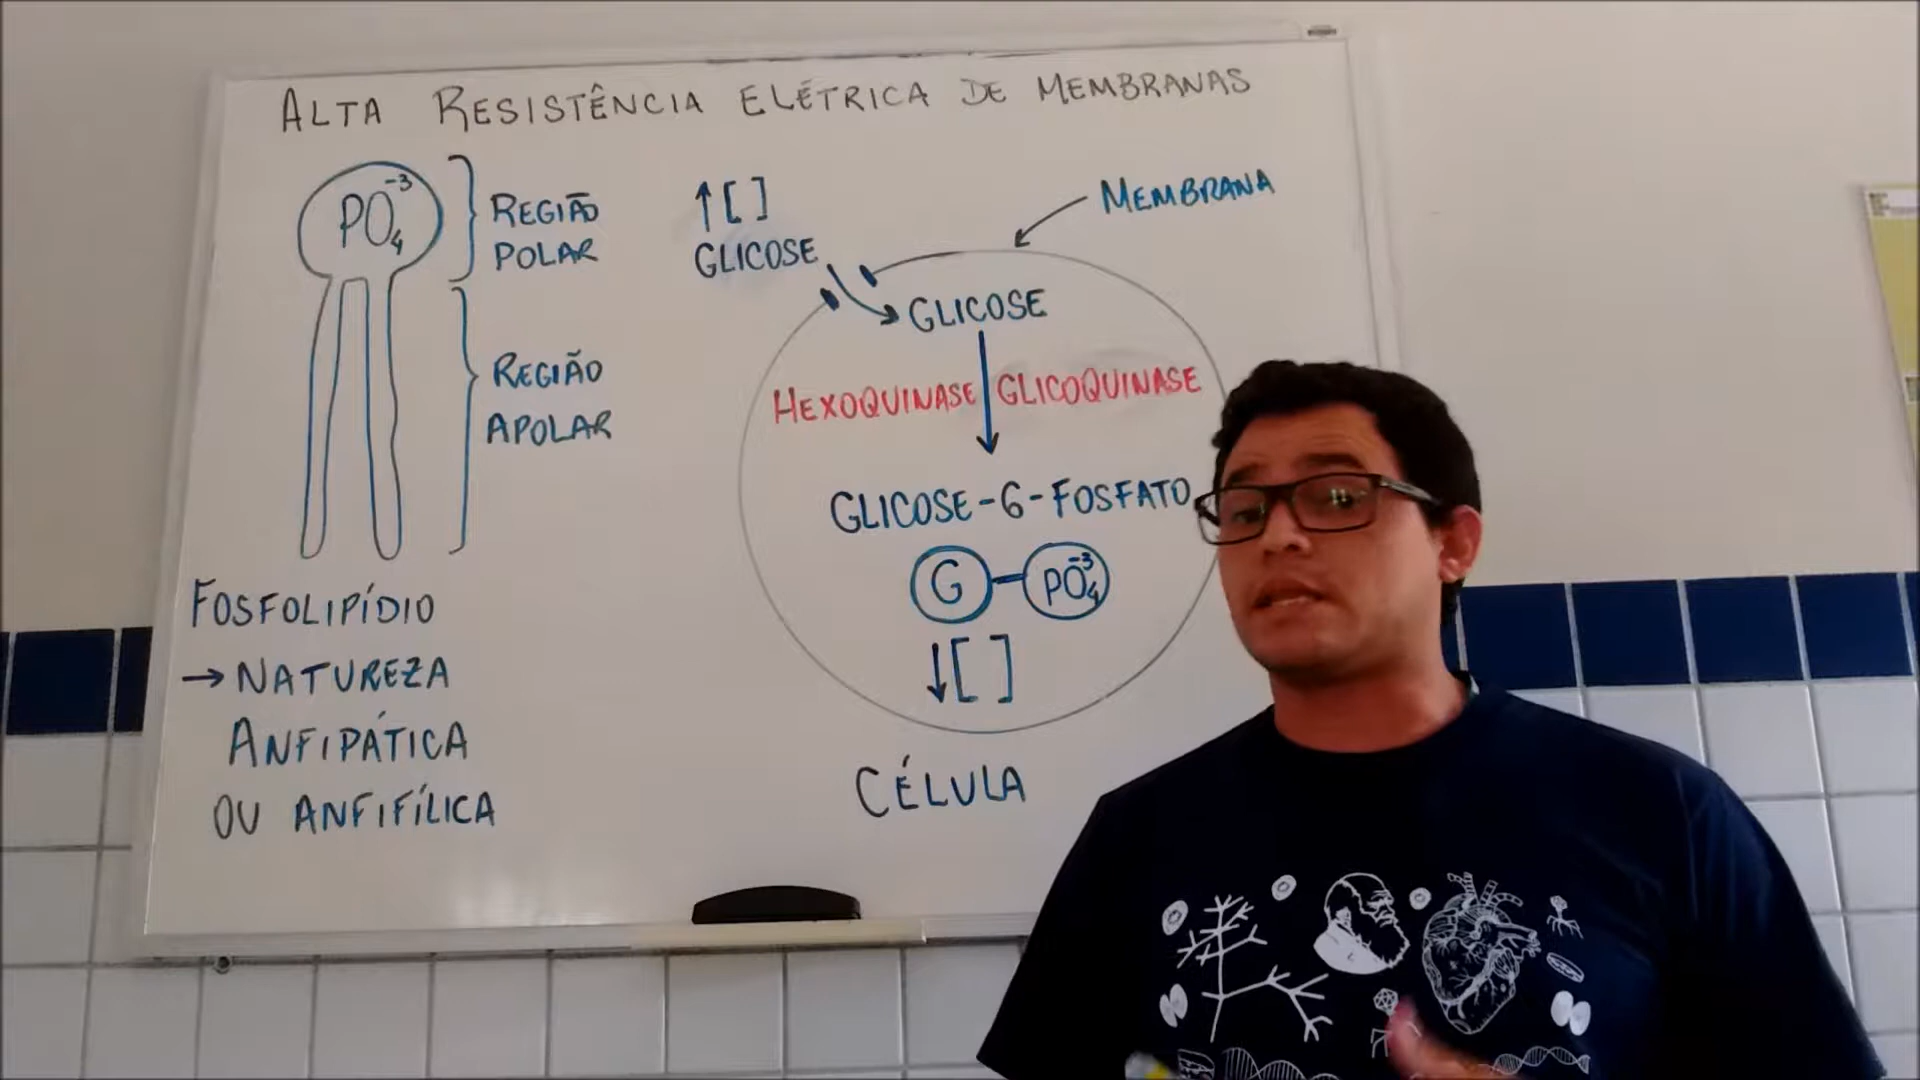 ALTA RESISTÊNCIA ELÉTRICA DE MEMBRANAS
PO₄⁻³
REGIÃO
POLAR
REGIÃO
APOLAR
FOSFOLIPÍDIO
→ NATUREZA
ANFIPÁTICA
OU ANFIFÍLICA
↑[ ]
GLICOSE
MEMBRANA
GLICOSE
HEXOQUINASE GLICOQUINASE
GLICOSE-6-FOSFATO
G - PO₄⁻³
↓[ ]
CÉLULA